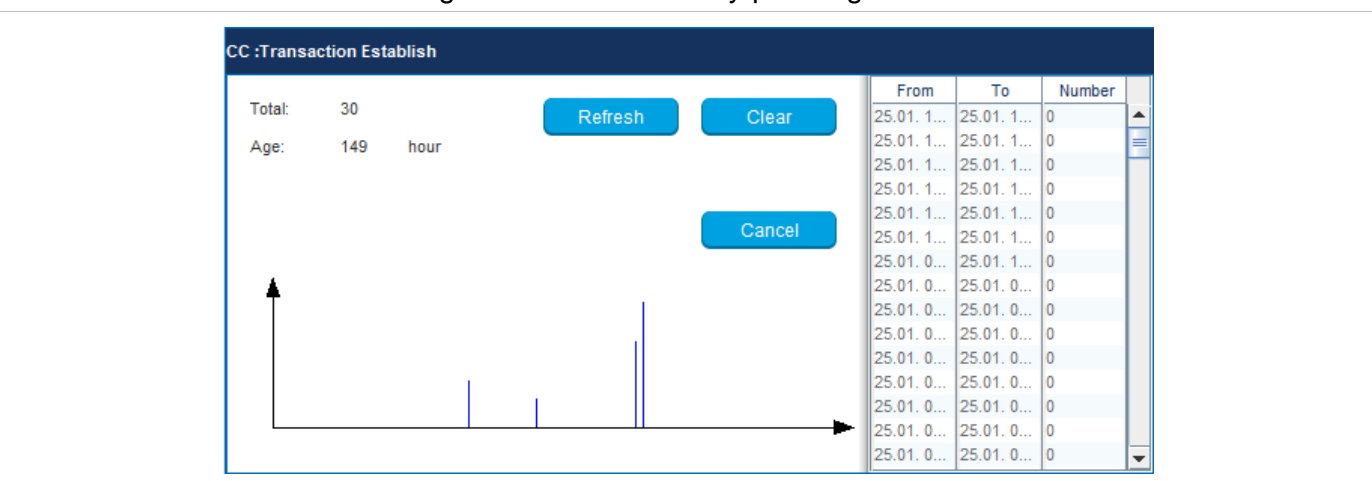 CC :Transaction Establish
Total: 30
Age: 149 hour
Refresh
Clear
Cancel
From To Number
25.01. 1... 25.01. 1... 0
25.01. 1... 25.01. 1... 0
25.01. 1... 25.01. 1... 0
25.01. 1... 25.01. 1... 0
25.01. 1... 25.01. 1... 0
25.01. 1... 25.01. 1... 0
25.01. 0... 25.01. 1... 0
25.01. 0... 25.01. 0... 0
25.01. 0... 25.01. 0... 0
25.01. 0... 25.01. 0... 0
25.01. 0... 25.01. 0... 0
25.01. 0... 25.01. 0... 0
25.01. 0... 25.01. 0... 0
25.01. 0... 25.01. 0... 0
25.01. 0... 25.01. 0... 0